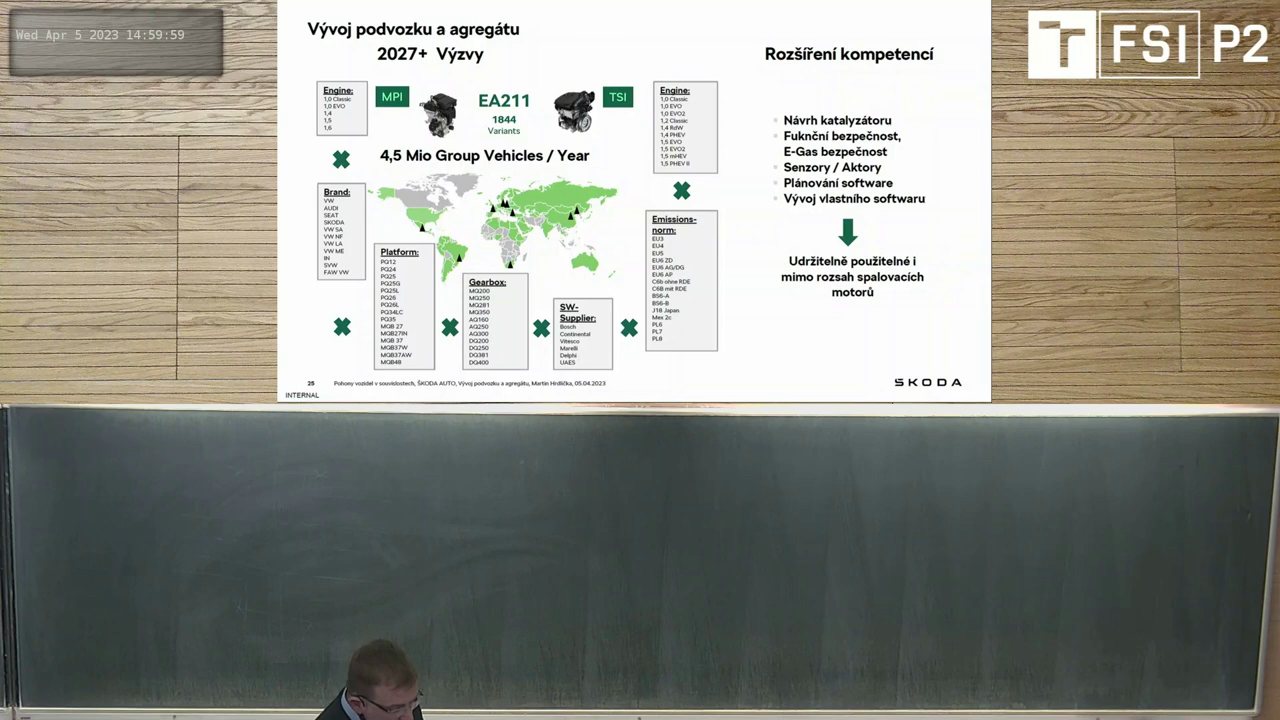 Wed Apr 5 2023 14:59:59
FSI P2
Vývoj podvozku a agregátu
2027+ Výzvy
Rozšíření kompetencí
Engine:
1,0 Classic
1,0 EVO
1,4
1,5
1,6
MPI
EA211
1844
Variants
TSI
Engine:
1,0 Classic
1,0 EVO
1,0 EVO2
1,2 Classic
1,4 RdW
1,4 PHEV
1,5 EVO
1,5 EVO2
1,5 mHEV
1,5 PHEV II
4,5 Mio Group Vehicles / Year
Brand:
VW
AUDI
SEAT
SKODA
VW SA
VW NF
VW LA
VW ME
IN
SVW
FAW VW
Platform:
PQ12
PQ24
PQ25
PQ25G
PQ25L
PQ26
PQ26L
PQ34LC
PQ35
MQB 27
MQB27IN
MQB 37
MQB37W
MQB37AW
MQB48
Gearbox:
MQ200
MQ250
MQ281
MQ350
AQ160
AQ250
AQ300
DQ200
DQ250
DQ381
DQ400
SW-
Supplier:
Bosch
Continental
Vitesco
Marelli
Delphi
UAES
Emissions-
norm:
EU3
EU4
EU5
EU6 ZD
EU6 AG/DG
EU6 AP
C6b ohne RDE
C6B mit RDE
BS6-A
BS6-B
J18 Japan
Mex 2c
PL6
PL7
PL8
Návrh katalyzátoru
Fuknční bezpečnost,
E-Gas bezpečnost
Senzory / Aktory
Plánování software
Vývoj vlastního softwaru
Udržitelně použitelné i
mimo rozsah spalovacích
motorů
25 Pohony vozidel v souvislostech, ŠKODA AUTO, Vývoj podvozku a agregátu, Martin Hrdlička, 05.04.2023
ŠKODA
INTERNAL